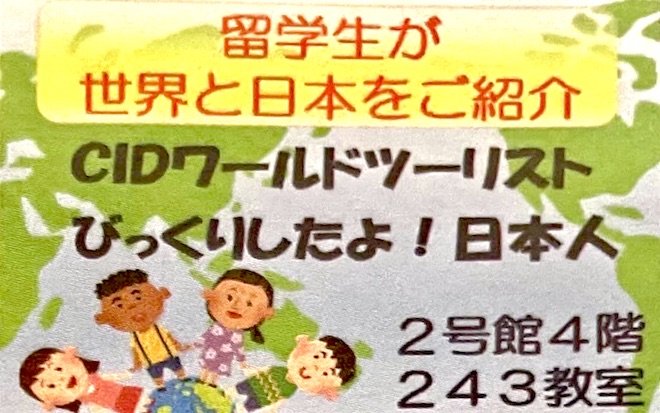 留学生が
世界と日本をご紹介
CIDワールドツーリスト
びっくりしたよ！日本人
２号館４階
２４３教室